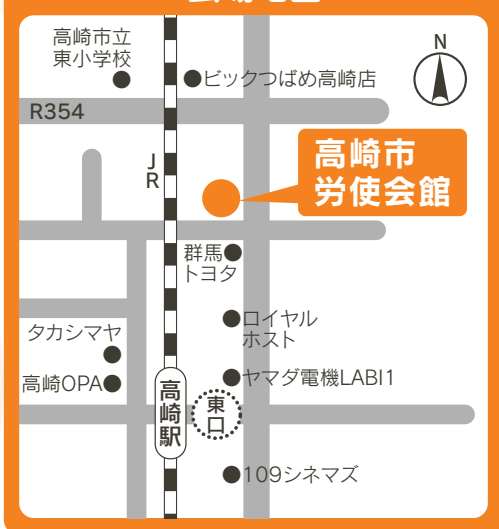 高崎市立
東小学校
N
ビックつばめ高崎店
R354
JR
高崎市
労使会館
群馬
トヨタ
ロイヤル
ホスト
タカシマヤ
高崎OPA
ヤマダ電機LABI1
高崎駅
東口
109シネマズ